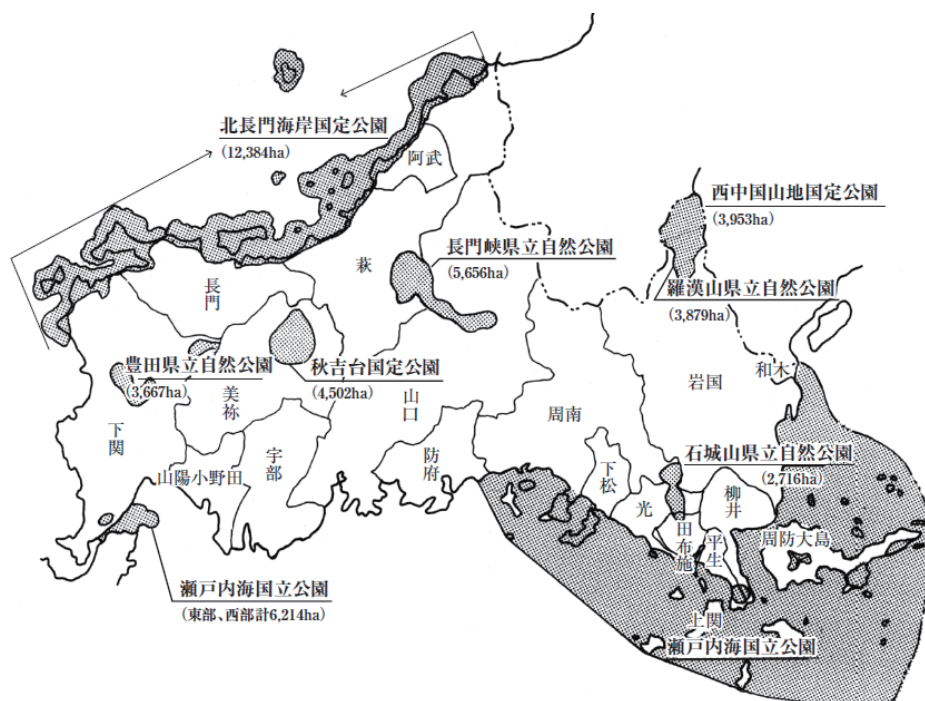 北長門海岸国定公園
(12,384ha)
阿武
西中国山地国定公園
(3,953ha)
萩
長門峡県立自然公園
(5,656ha)
長門
羅漢山県立自然公園
(3,879ha)
豊田県立自然公園
(3,667ha)
秋吉台国定公園
(4,502ha)
和木
岩国
美祢
山口
周南
下関
宇部
防府
石城山県立自然公園
(2,716ha)
山陽小野田
下松
光
柳井
田布施
平生
周防大島
瀬戸内海国立公園
(東部、西部計6,214ha)
上関
瀬戸内海国立公園